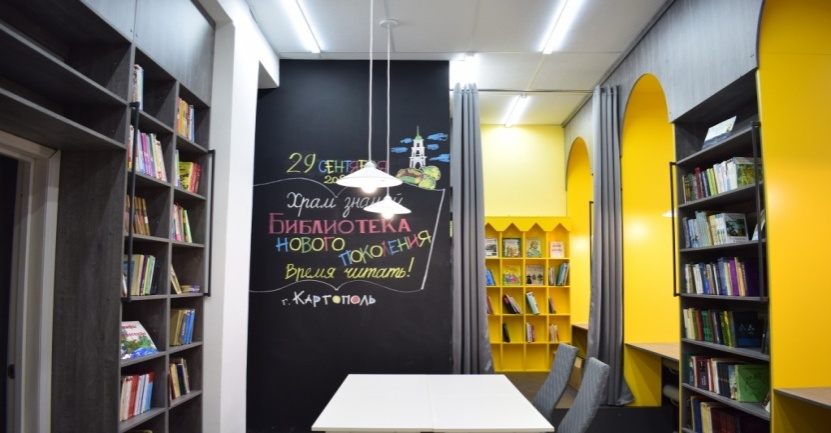 29 СЕНТЯБРЯ
Храм знаний
БИБЛИОТЕКА
НОВОГО ПОКОЛЕНИЯ
Время читать!
г. КАРГОПОЛЬ